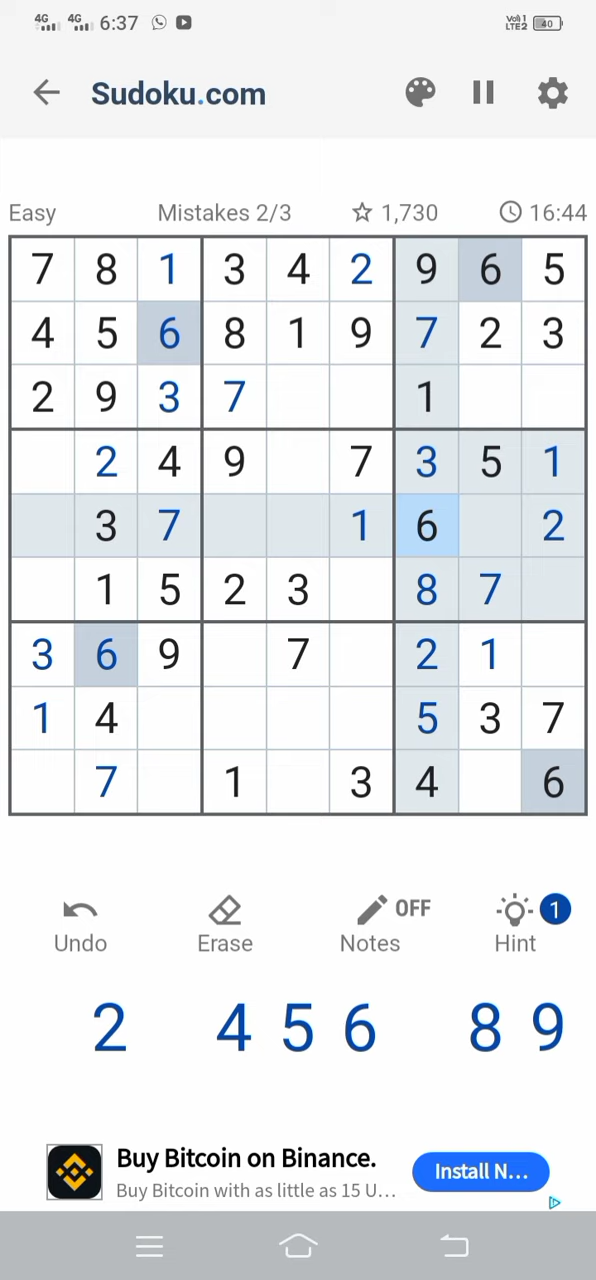 4G 4G 6:37 VoLTE 1 LTE2 40
Sudoku.com
Easy Mistakes 2/3 1,730 16:44
7 8 1 3 4 2 9 6 5
4 5 6 8 1 9 7 2 3
2 9 3 7 1
2 4 9 7 3 5 1
3 7 1 6 2
1 5 2 3 8 7
3 6 9 7 2 1
1 4 5 3 7
7 1 3 4 6
OFF 1
Undo Erase Notes Hint
2 4 5 6 8 9
Buy Bitcoin on Binance.
Buy Bitcoin with as little as 15 U...
Install N...